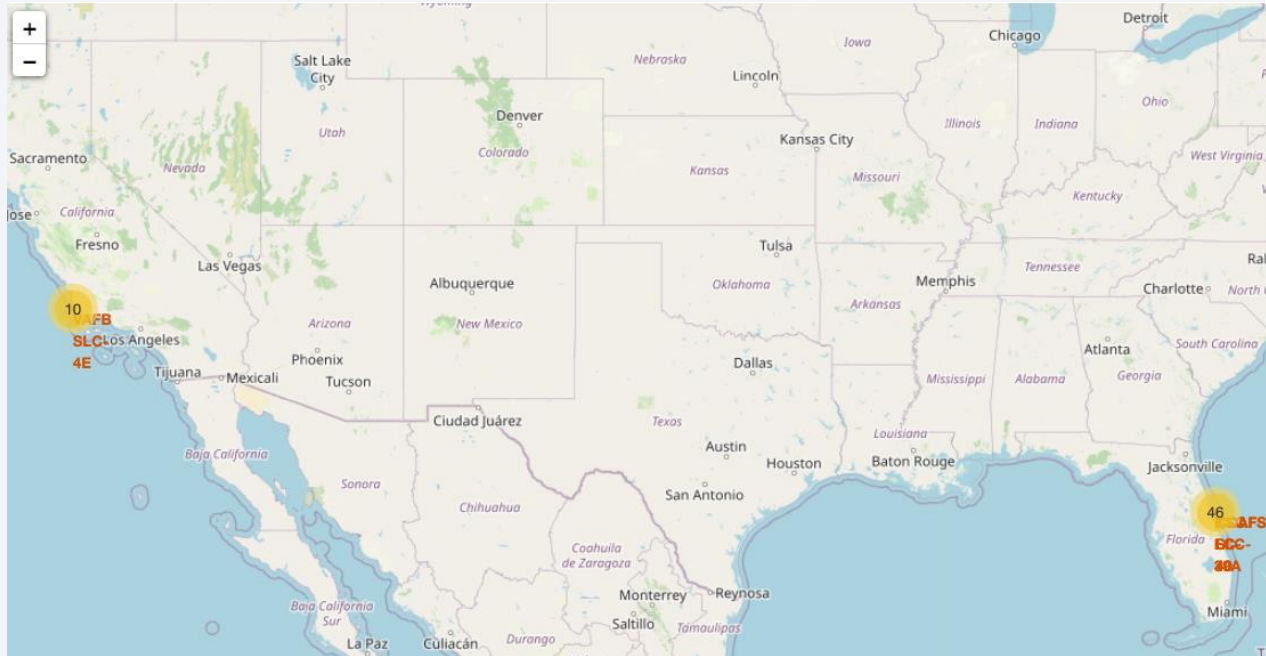 +
−
Detroit
Chicago
Iowa
Nebraska
Salt Lake
City
Lincoln
Ohio
Denver
Utah
Illinois
Indiana
Kansas City
Colorado
Sacramento
Nevada
Kansas
West Virginia
Missouri
Kentucky
California
Fresno
Tulsa
Las Vegas
Tennessee
Albuquerque
Oklahoma
Memphis
Charlotte
10
VAFB
Arizona
New Mexico
Arkansas
SLC-
Los Angeles
South Carolina
4E
Phoenix
Dallas
Atlanta
Tijuana
Mexicali
Tucson
Mississippi
Alabama
Georgia
Ciudad Juárez
Texas
Louisiana
Baja California
Austin
Houston
Baton Rouge
Jacksonville
Sonora
San Antonio
Chihuahua
46
Florida
Coahuila
de Zaragoza
Monterrey
Reynosa
Baja California
Sur
Saltillo
Tamaulipas
Miami
La Paz
Culiacán
Durango